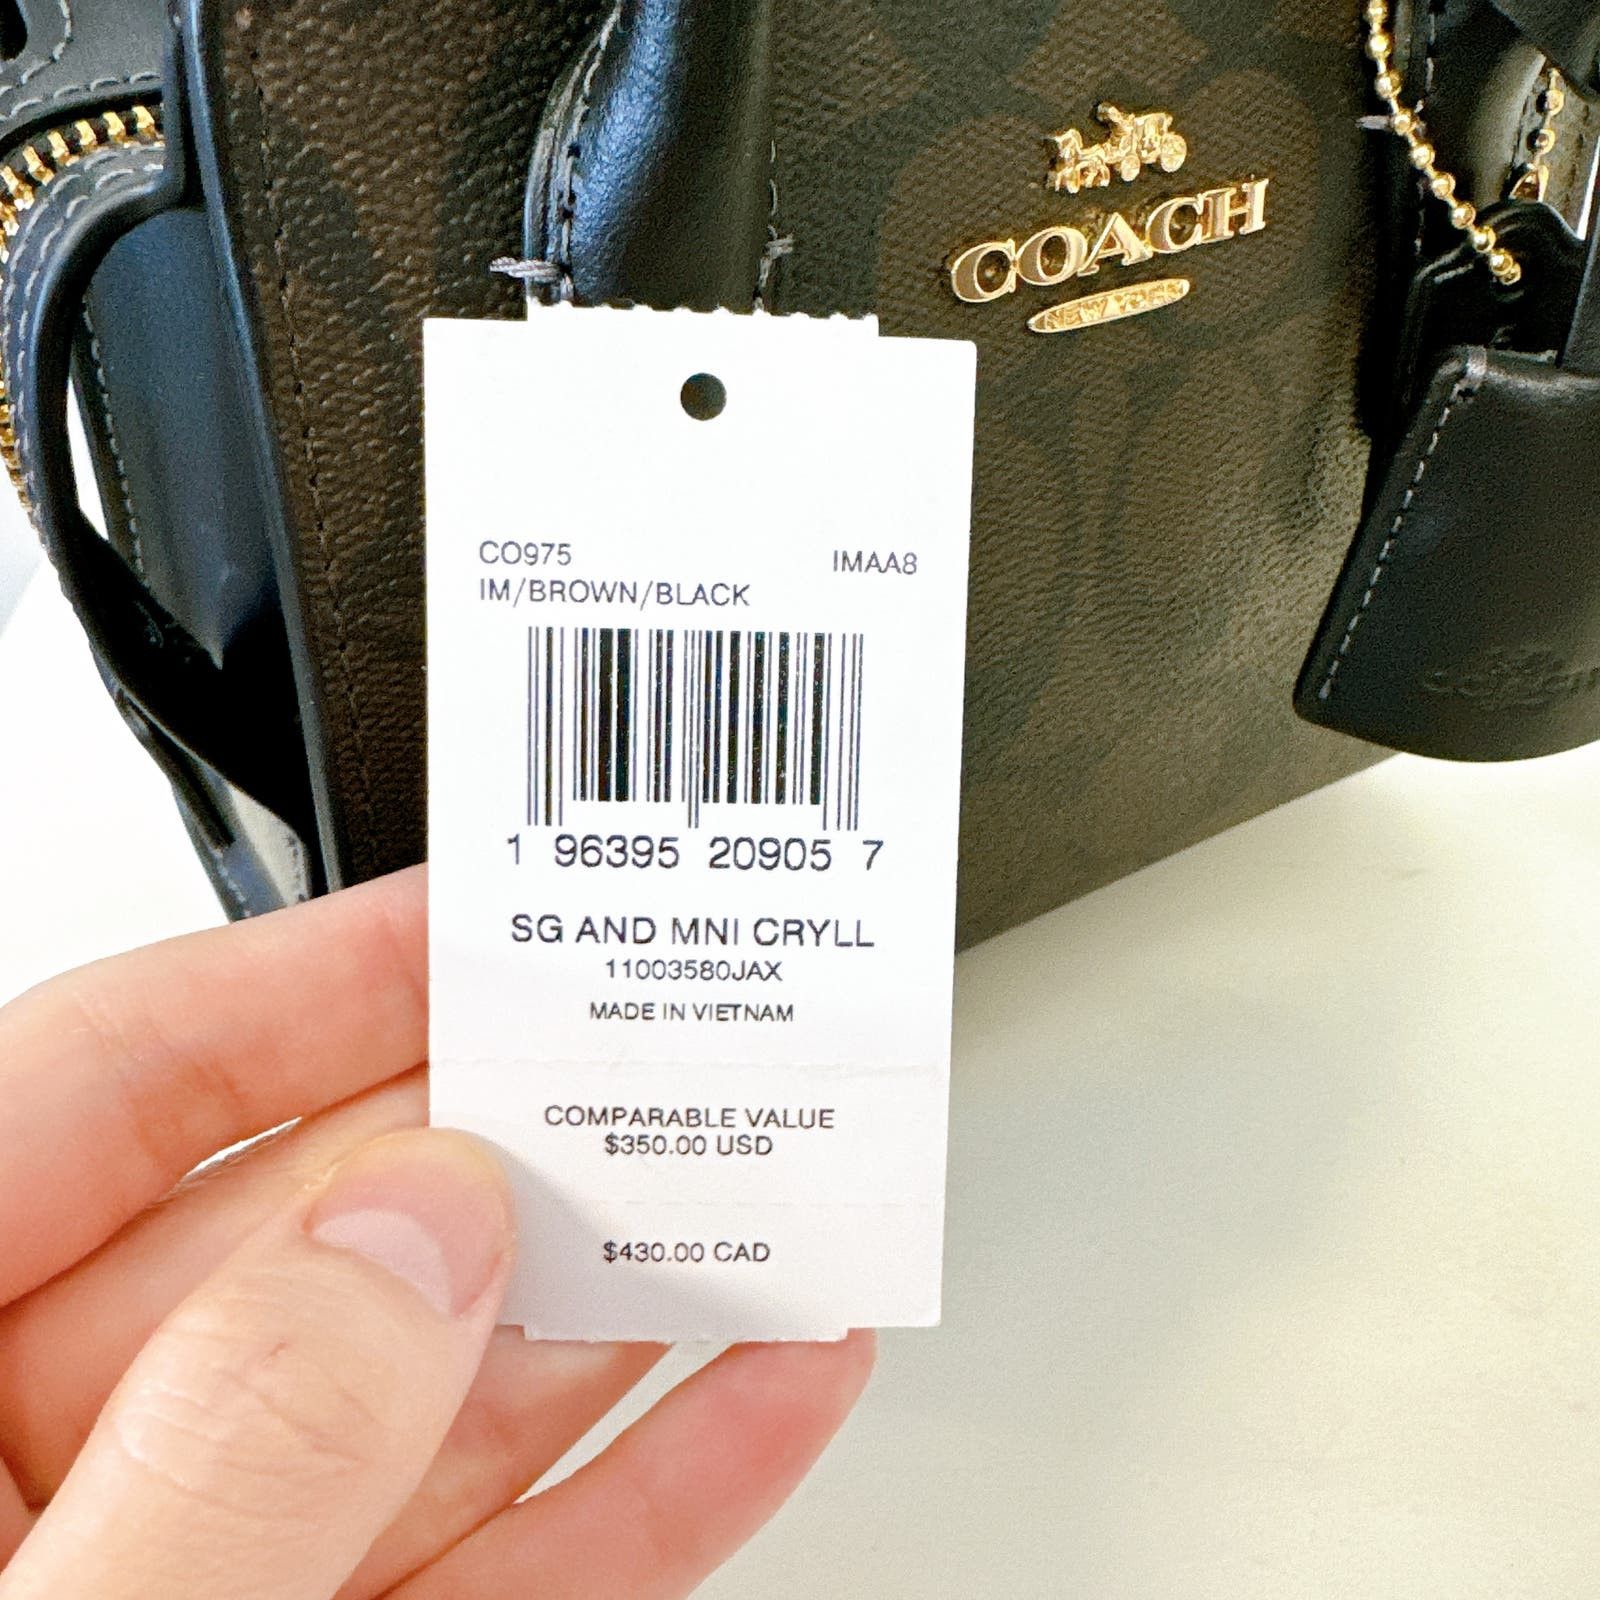 COACH
NEW YORK
CO975 IMAA8
IM/BROWN/BLACK
1 96395 20905 7
SG AND MNI CRYLL
11003580JAX
MADE IN VIETNAM
COMPARABLE VALUE
$350.00 USD
$430.00 CAD